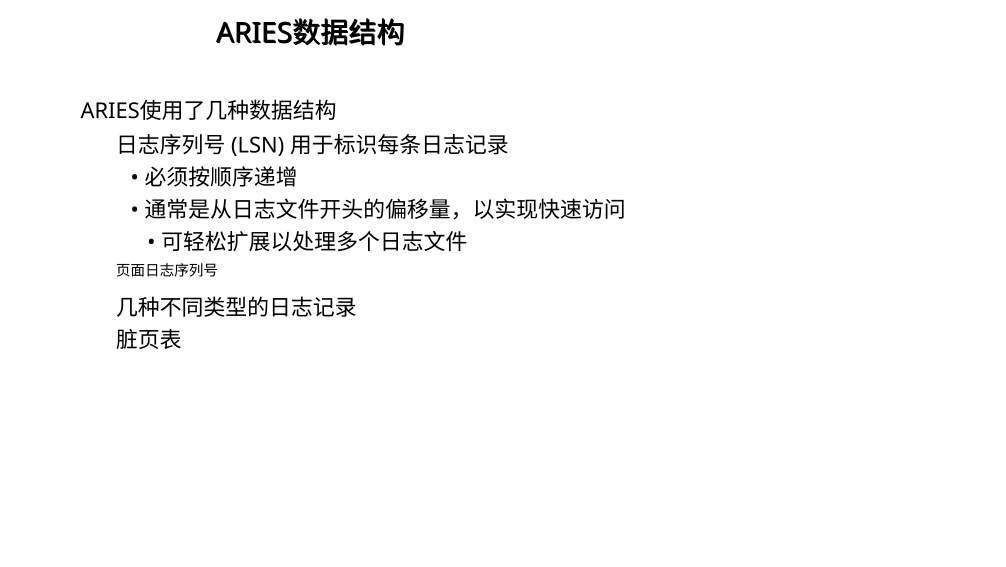 ARIES数据结构
ARIES使用了几种数据结构
日志序列号 (LSN) 用于标识每条日志记录
• 必须按顺序递增
• 通常是从日志文件开头的偏移量，以实现快速访问
• 可轻松扩展以处理多个日志文件
页面日志序列号
几种不同类型的日志记录
脏页表